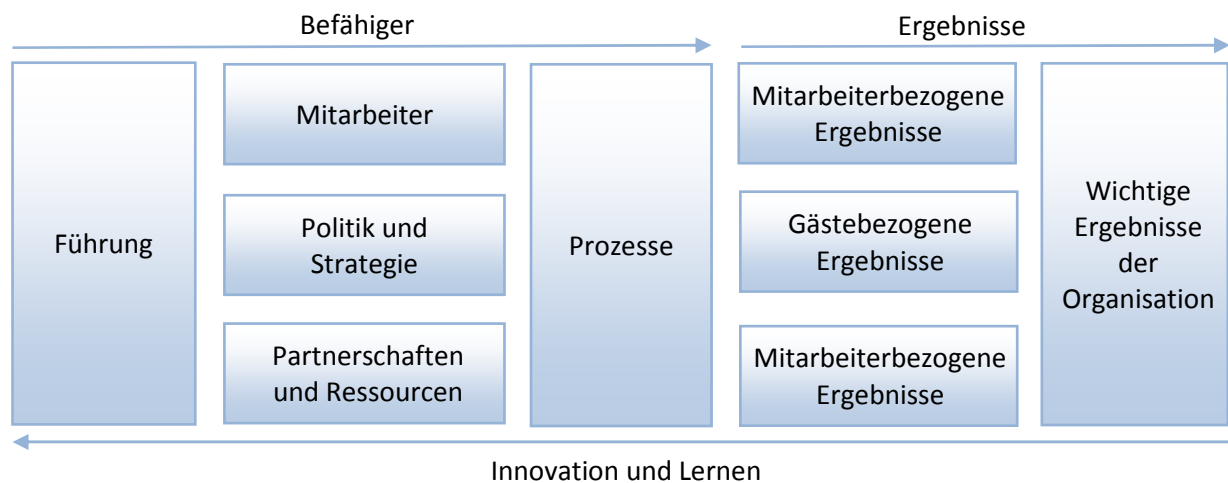 Befähiger
Ergebnisse
Führung
Mitarbeiter
Politik und
Strategie
Partnerschaften
und Ressourcen
Prozesse
Mitarbeiterbezogene
Ergebnisse
Gästebezogene
Ergebnisse
Mitarbeiterbezogene
Ergebnisse
Wichtige
Ergebnisse
der
Organisation
Innovation und Lernen